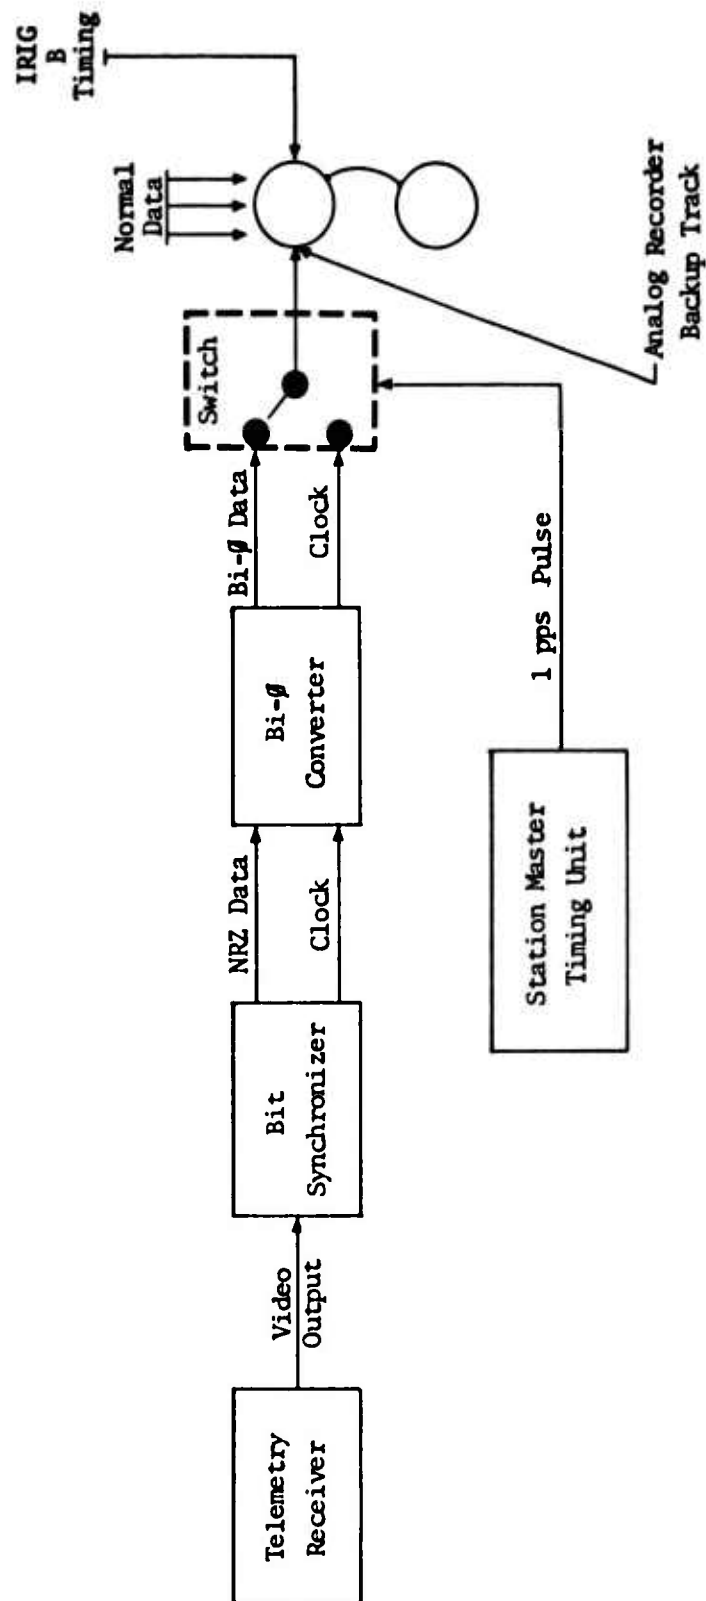 Telemetry
Receiver
Video
Output
Bit
Synchronizer
NRZ Data
Clock
Bi-Ø
Converter
Bi-Ø Data
Clock
Switch
Normal
Data
IRIG
B
Timing
Analog Recorder
Backup Track
1 pps Pulse
Station Master
Timing Unit